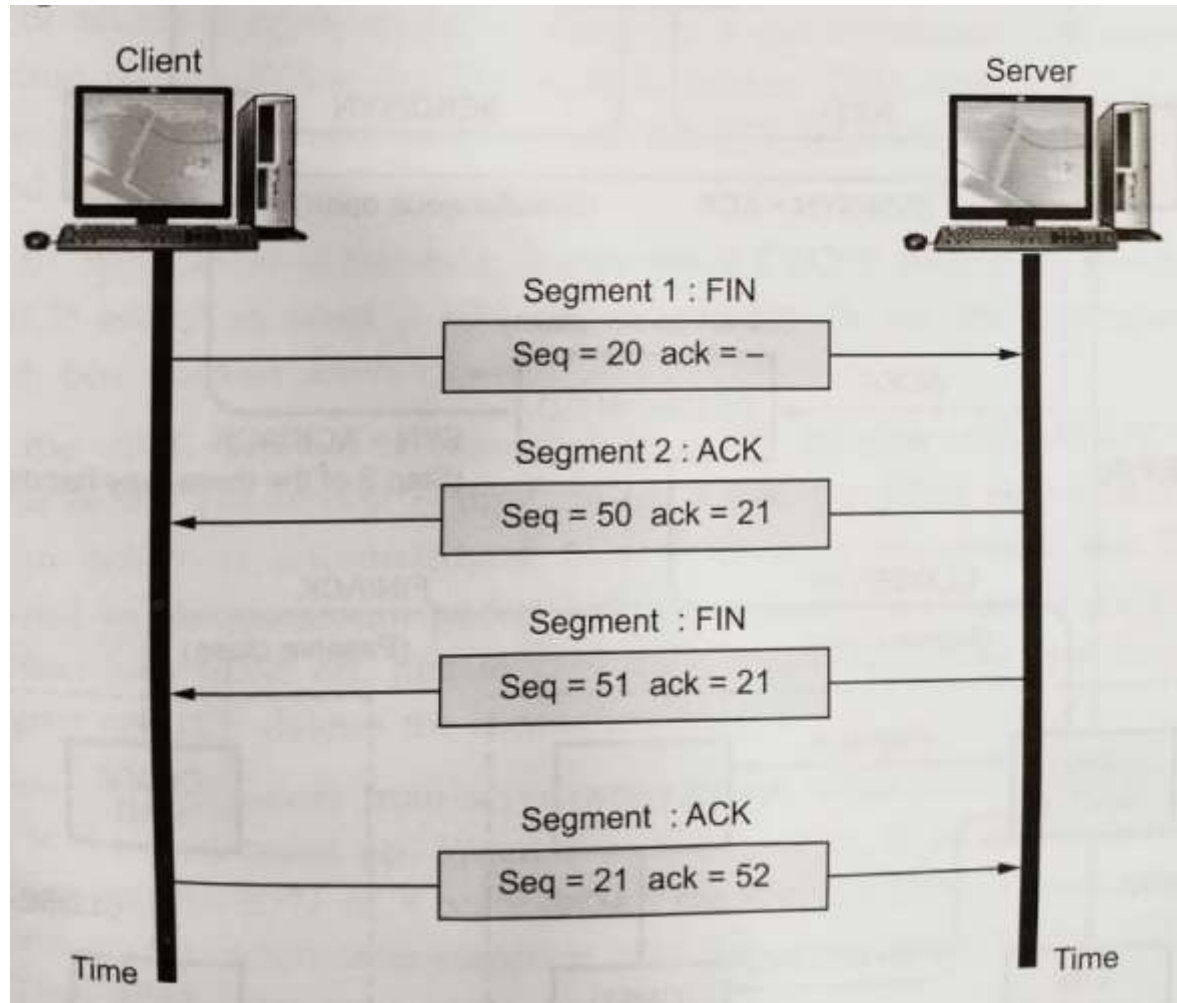 Client
Server
Segment 1 : FIN
Seq = 20 ack = –
Segment 2 : ACK
Seq = 50 ack = 21
Segment : FIN
Seq = 51 ack = 21
Segment : ACK
Seq = 21 ack = 52
Time
Time